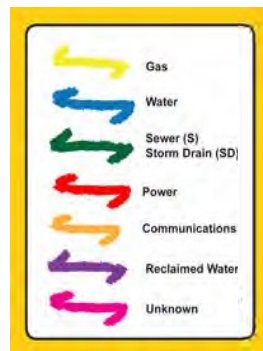 Gas
Water
Sewer (S)
Storm Drain (SD)
Power
Communications
Reclaimed Water
Unknown